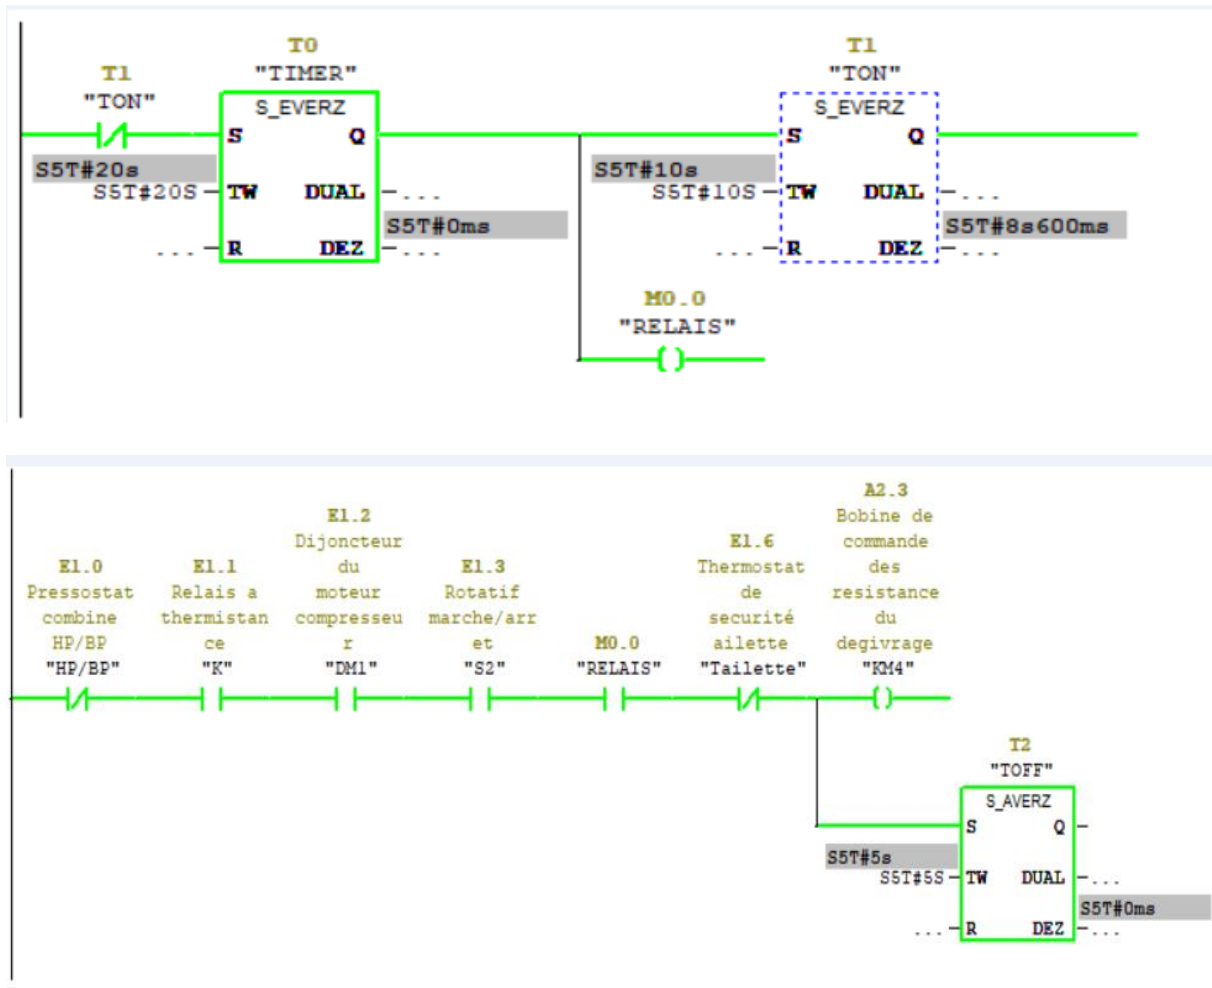 T0
T1
T1
"TIMER"
"TON"
"TON"
S_EVERZ
S_EVERZ
S Q
S Q
S5T#20s
S5T#10s
S5T#20S TW DUAL ...
S5T#10S TW DUAL ...
S5T#0ms
S5T#8s600ms
... R DEZ ...
... R DEZ ...
M0.0
"RELAIS"
E1.0
Pressostat
combine
HP/BP
"HP/BP"
E1.1
Relais a
thermistan
ce
"K"
E1.2
Dijoncteur
du
moteur
compresseu
r
"DM1"
E1.3
Rotatif
marche/arr
et
"S2"
M0.0
"RELAIS"
E1.6
Thermostat
de
securité
ailette
"Tailette"
A2.3
Bobine de
commande
des
resistance
du
degivrage
"KM4"
T2
"TOFF"
S_AVERZ
S Q
S5T#5s
S5T#5S TW DUAL ...
S5T#0ms
... R DEZ ...